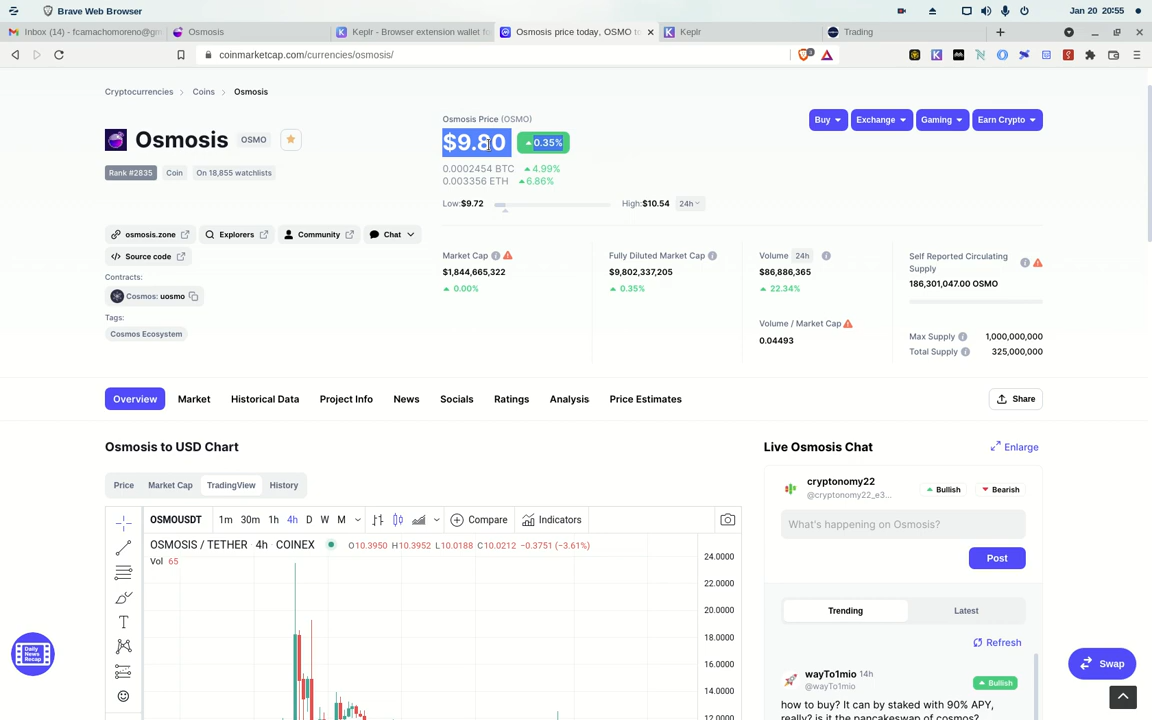 Brave Web Browser
Jan 20 20:55
Inbox (14) - fcamachomoreno@gm
Osmosis
Keplr - Browser extension wallet f
Osmosis price today, OSMO to
Keplr
Trading
coinmarketcap.com/currencies/osmosis/
Cryptocurrencies
Coins
Osmosis
Osmosis
OSMO
Rank #2835
Coin
On 18,855 watchlists
osmosis.zone
Explorers
Community
Chat
Source code
Contracts:
Cosmos: uosmo
Tags:
Cosmos Ecosystem
Osmosis Price (OSMO)
$9.80
0.35%
0.0002454 BTC
4.99%
0.003356 ETH
6.86%
Low:$9.72
High:$10.54
24h
Buy
Exchange
Gaming
Earn Crypto
Market Cap
$1,844,665,322
0.00%
Fully Diluted Market Cap
$9,802,337,205
0.35%
Volume 24h
$86,886,365
22.34%
Volume / Market Cap
0.04493
Self Reported Circulating
Supply
186,301,047.00 OSMO
Max Supply 1,000,000,000
Total Supply 325,000,000
Overview
Market
Historical Data
Project Info
News
Socials
Ratings
Analysis
Price Estimates
Share
Osmosis to USD Chart
Price
Market Cap
TradingView
History
OSMOUSDT
1m 30m 1h 4h D W M
Compare
Indicators
OSMOSIS / TETHER 4h COINEX
O10.3950 H10.3952 L10.0188 C10.0212 −0.3751 (−3.61%)
Vol 65
24.0000
22.0000
20.0000
18.0000
16.0000
14.0000
12.0000
Live Osmosis Chat
Enlarge
cryptonomy22
@cryptonomy22_e3...
Bullish
Bearish
What's happening on Osmosis?
Post
Trending
Latest
Refresh
wayTo1mio 14h
@wayTo1mio
Bullish
how to buy? It can by staked with 90% APY,
really? is it the pancakeswap of cosmos?
Daily
News
Recap
Swap